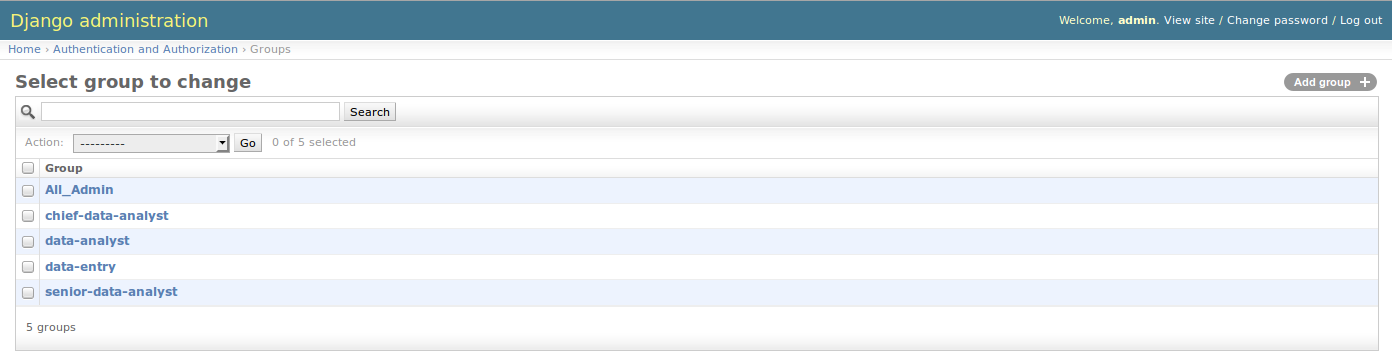 Django administration
Welcome, admin. View site / Change password / Log out
Home › Authentication and Authorization › Groups
Select group to change
Add group +
Search
Action: --------- Go 0 of 5 selected
Group
All_Admin
chief-data-analyst
data-analyst
data-entry
senior-data-analyst
5 groups